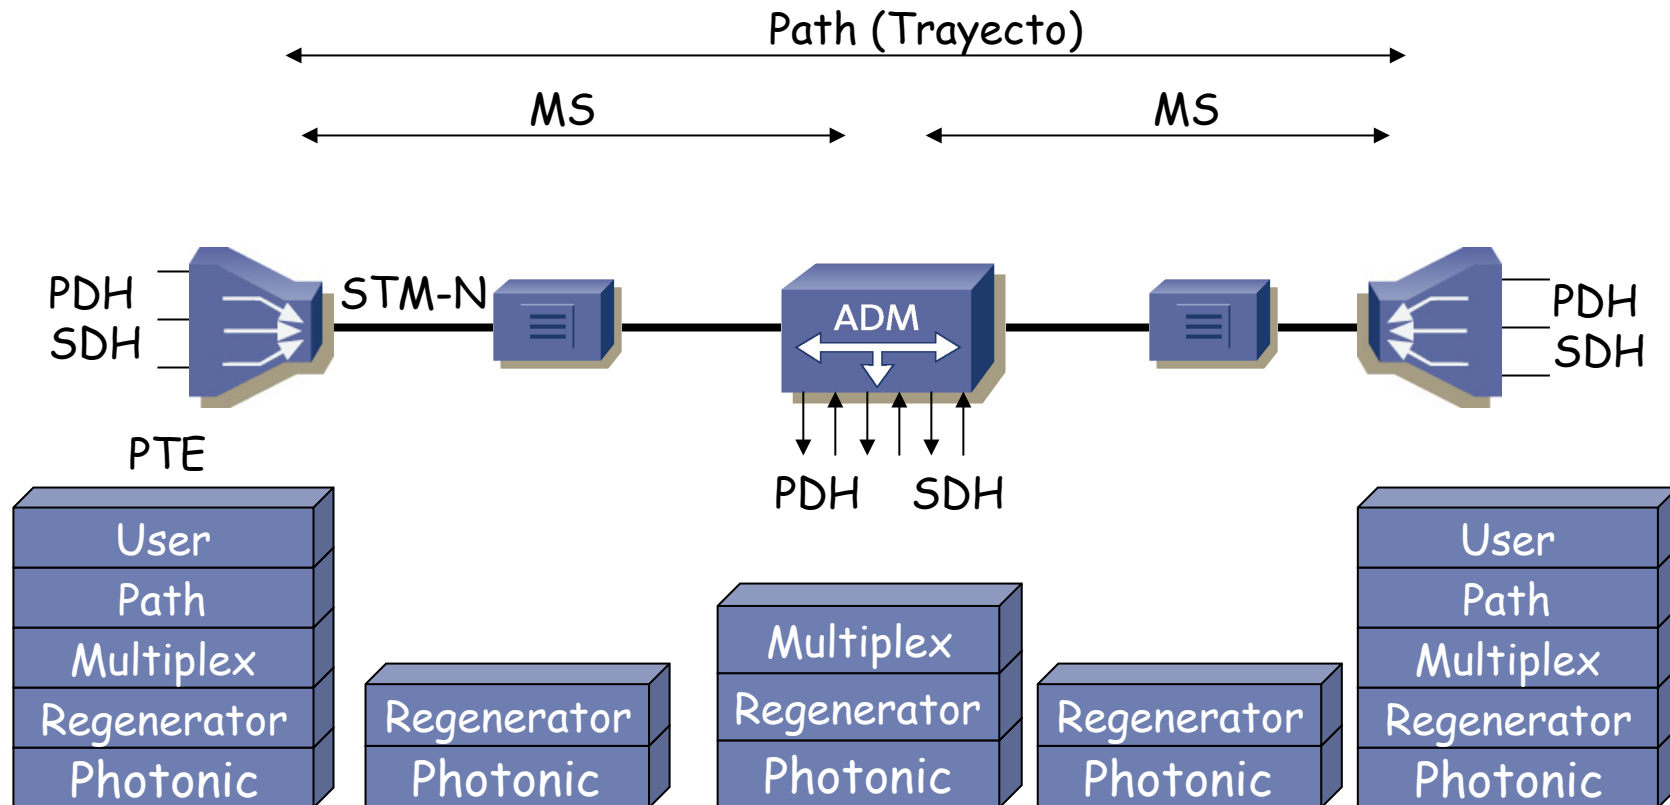 Path (Trayecto)
MS
MS
PDH
SDH
STM-N
ADM
PDH
SDH
PDH SDH
PTE
User
Path
Multiplex
Regenerator
Photonic
Regenerator
Photonic
Multiplex
Regenerator
Photonic
Regenerator
Photonic
User
Path
Multiplex
Regenerator
Photonic